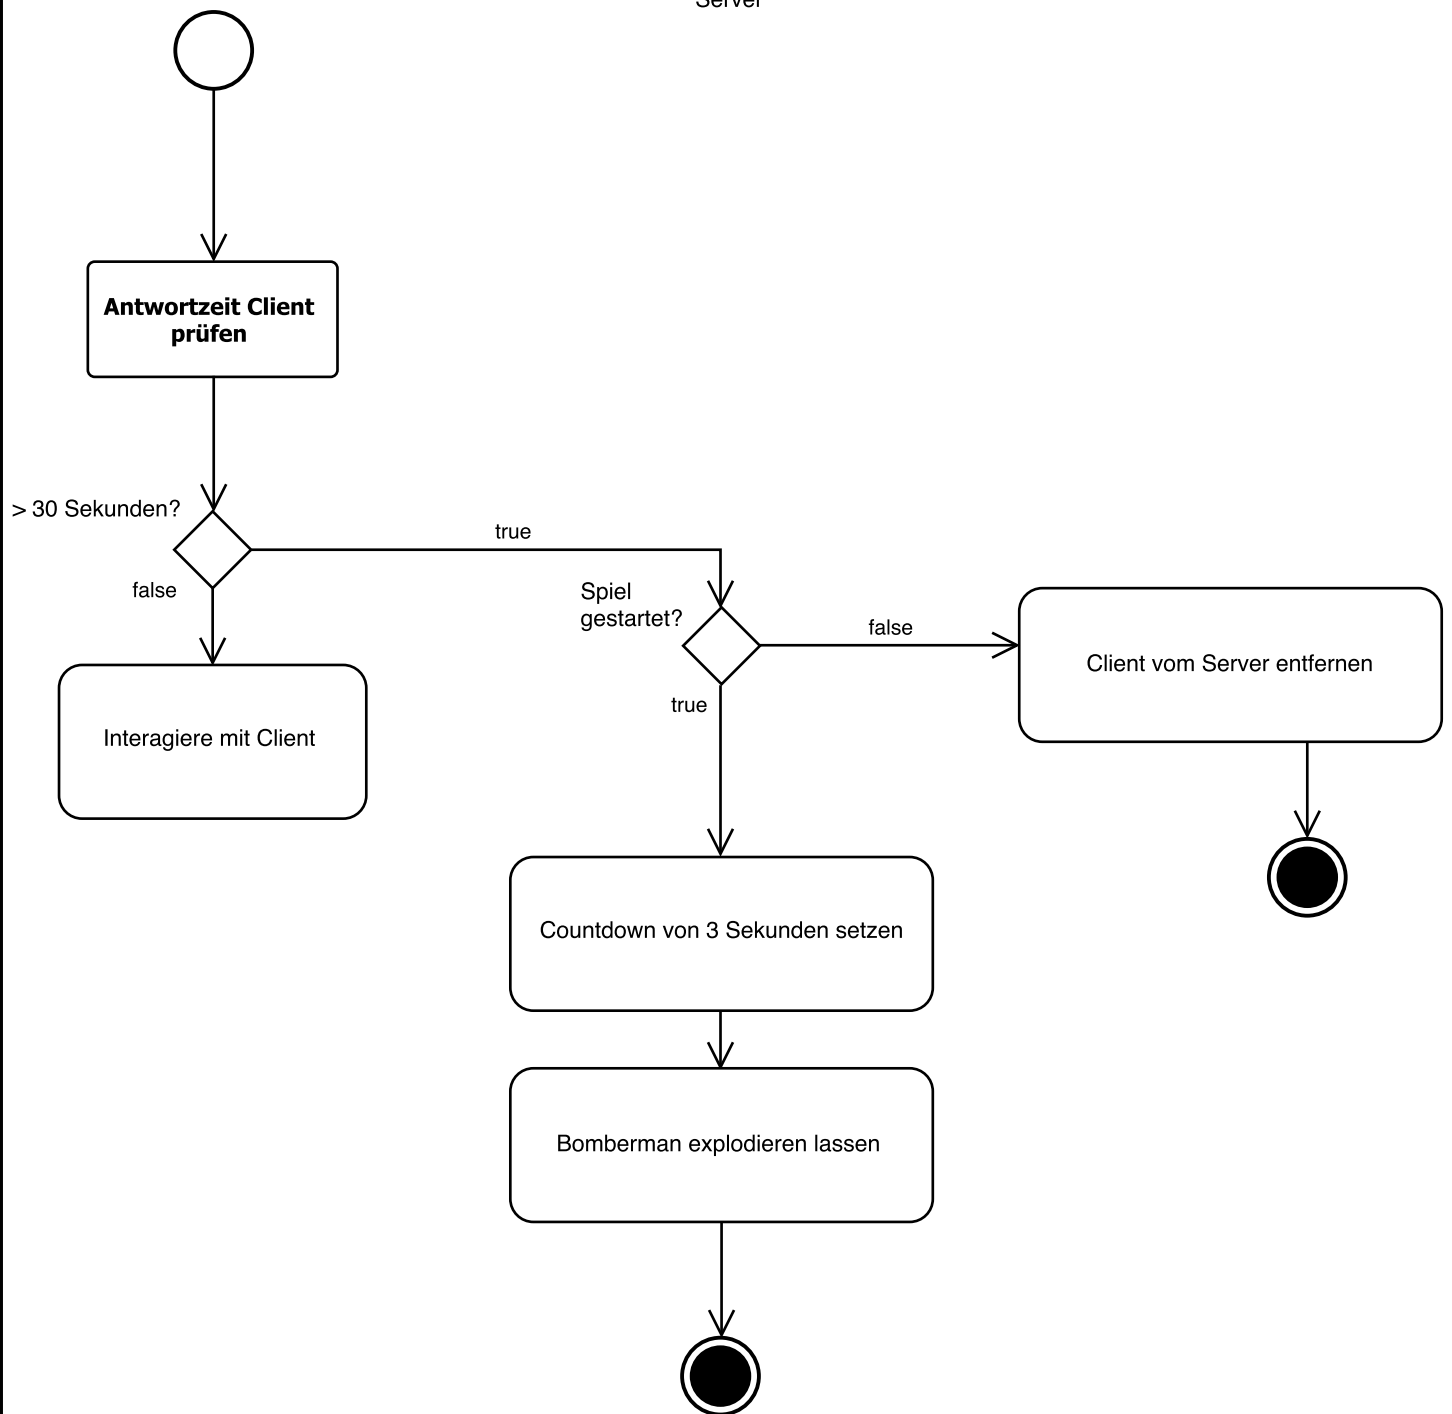 Server
Antwortzeit Client
prüfen
> 30 Sekunden?
true
false
Spiel
gestartet?
false
Client vom Server entfernen
true
Interagiere mit Client
Countdown von 3 Sekunden setzen
Bomberman explodieren lassen